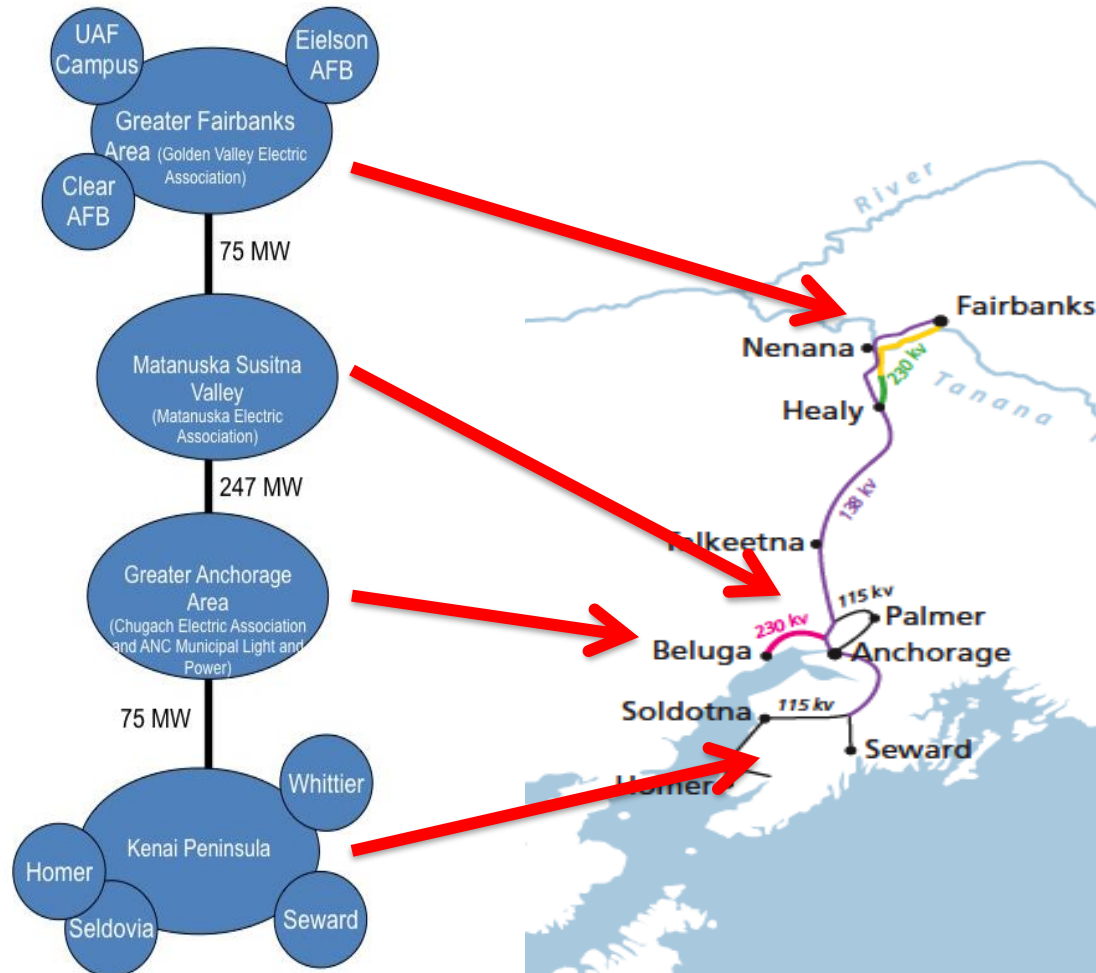 UAF
Campus
Eielson
AFB
Greater Fairbanks
Area (Golden Valley Electric
Association)
Clear
AFB
75 MW
Matanuska Susitna
Valley
(Matanuska Electric
Association)
247 MW
Greater Anchorage
Area
(Chugach Electric Association
and ANC Municipal Light and
Power)
75 MW
Whittier
Kenai Peninsula
Homer
Seldovia
Seward
River
Fairbanks
Nenana
230 kv
Tanana
Healy
138 kv
Talkeetna
115 kv
Palmer
230 kv
Beluga
Anchorage
Soldotna
115 kv
Seward
Homer